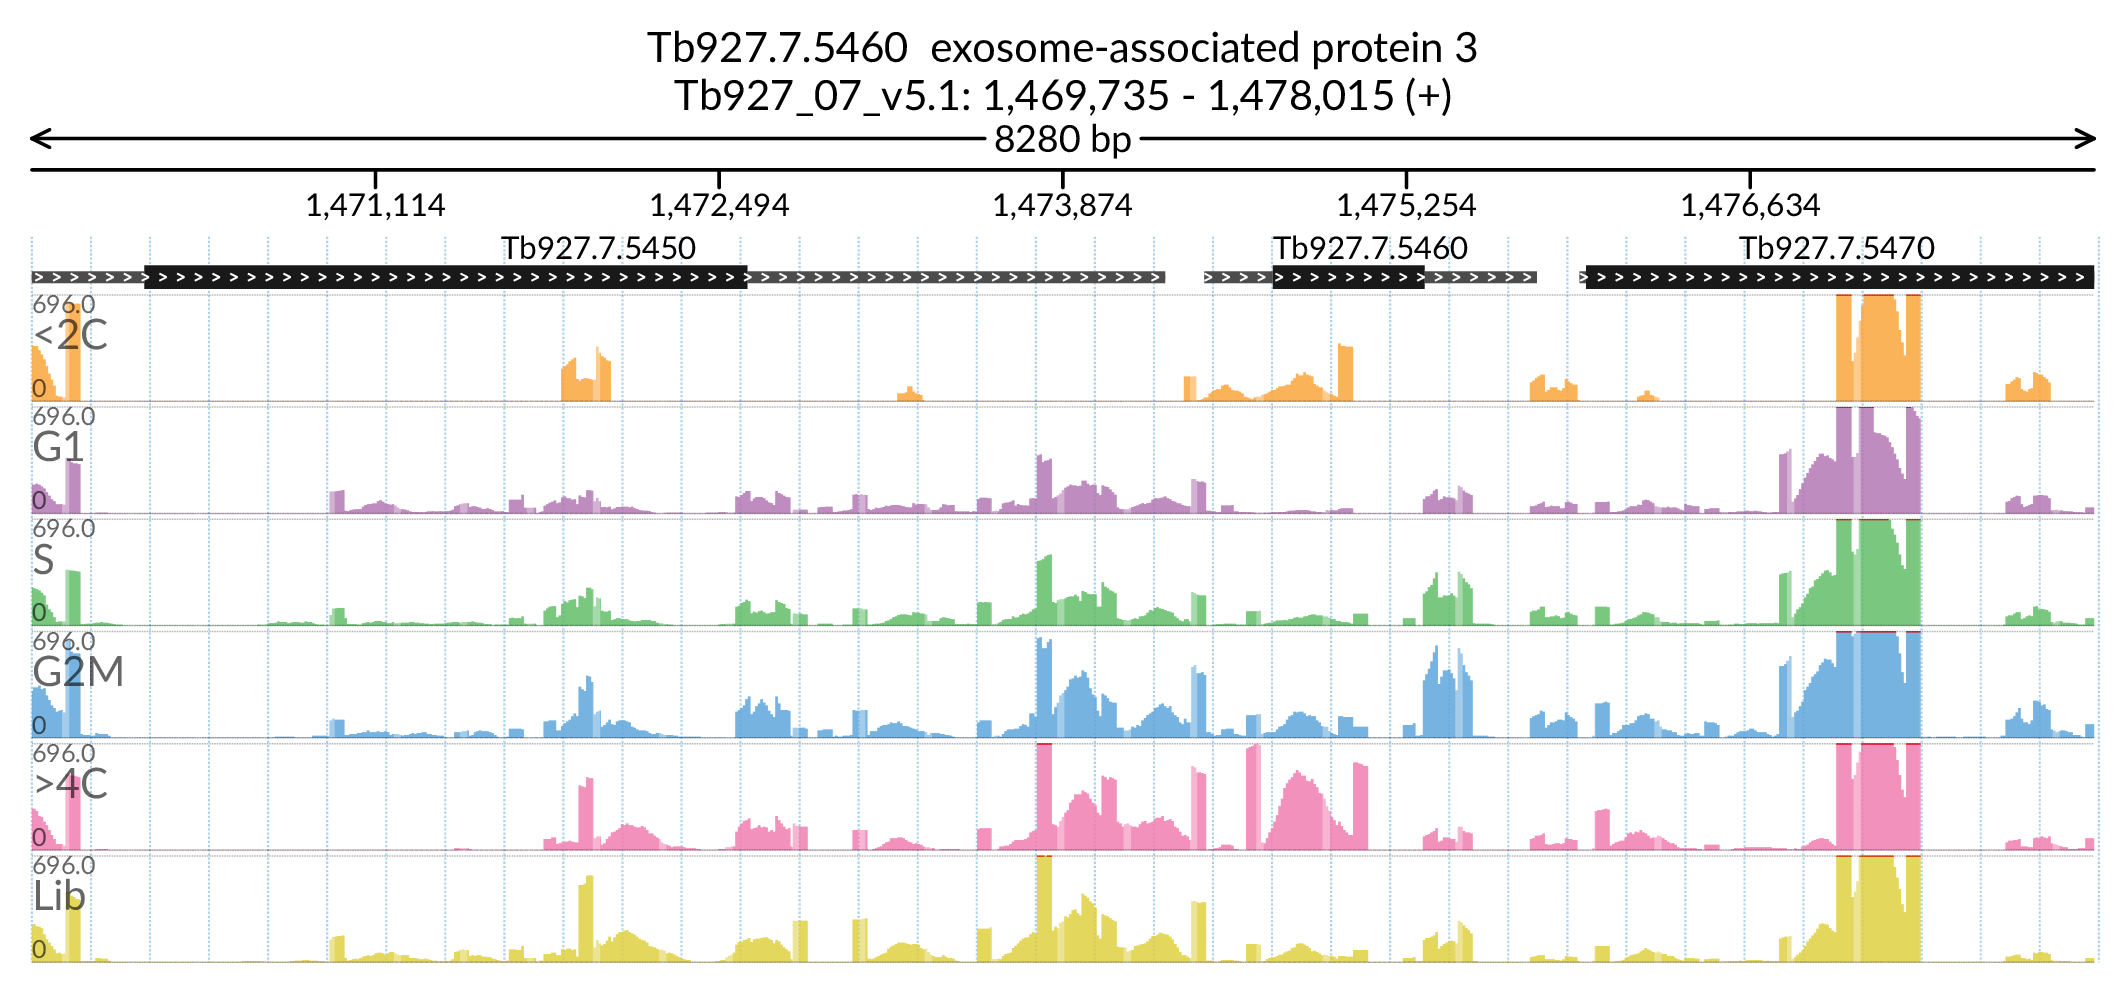 Tb927.7.5460  exosome-associated protein 3
Tb927_07_v5.1: 1,469,735 - 1,478,015 (+)
8280 bp
1,471,114 1,472,494 1,473,874 1,475,254 1,476,634
Tb927.7.5450 Tb927.7.5460 Tb927.7.5470
696.0
<2C
0
696.0
G1
0
696.0
S
0
696.0
G2M
0
696.0
>4C
0
696.0
Lib
0